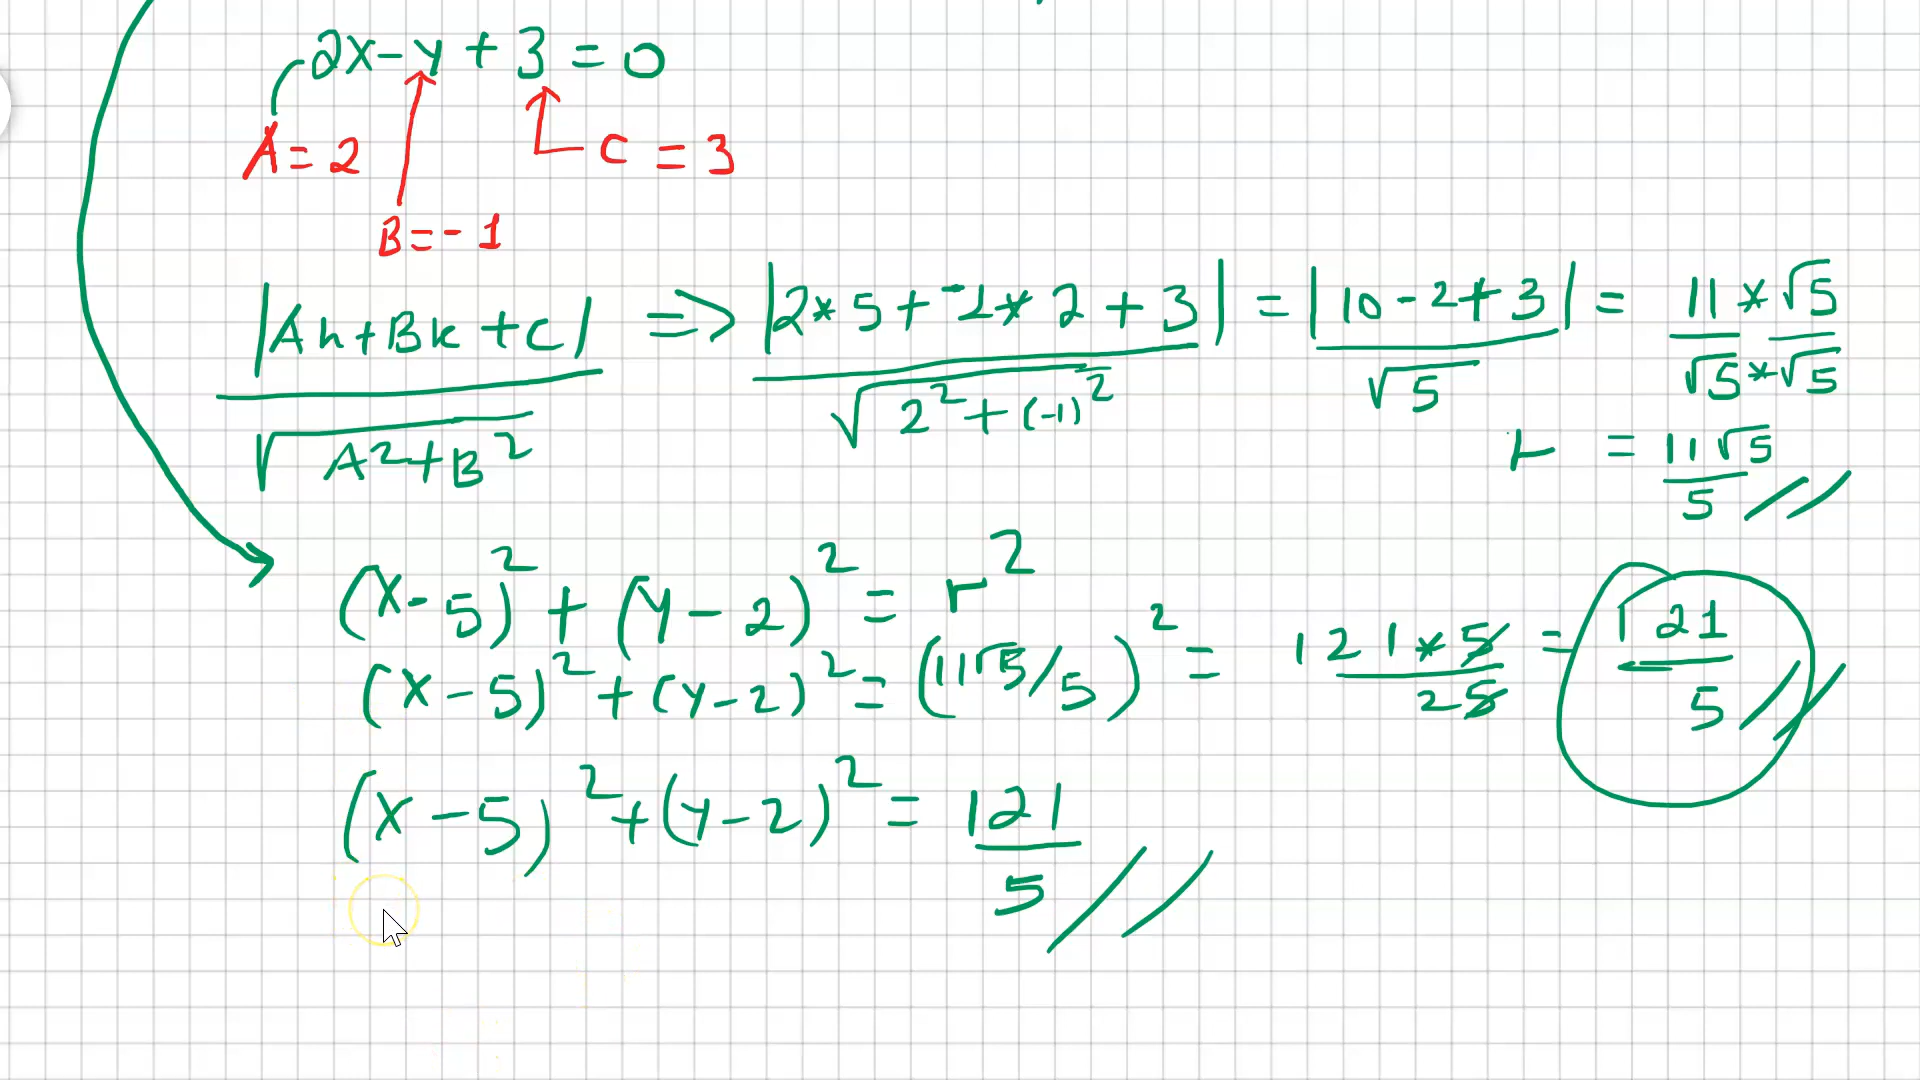 2x-y+3=0
A=2
C=3
B=-1
|Ah+Bk+C|/√(A²+B²) => |2*5+-1*2+3|/√(2²+(-1)²) = |10-2+3|/√5 = 11*√5/√5*√5
r = 11√5/5
(x-5)²+(y-2)²=r²
(x-5)²+(y-2)²=(11√5/5)² = 121*5/25 = 121/5
(x-5)²+(y-2)²=121/5